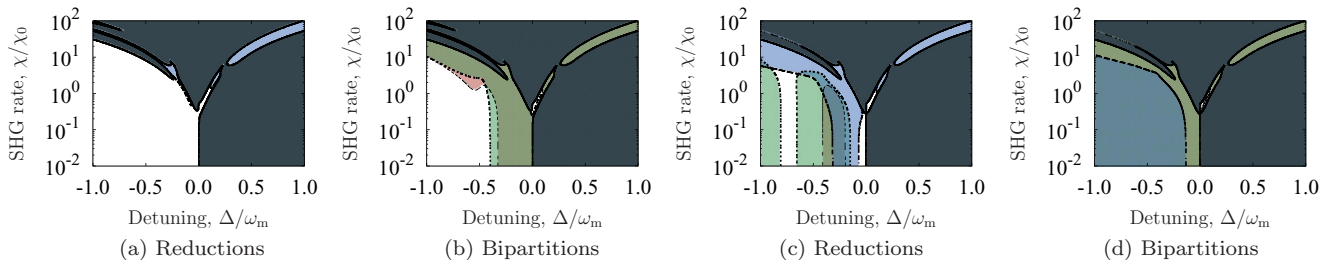 SHG rate, χ/χ0
10^2
10^1
10^0
10^-1
10^-2
-1.0 -0.5 0.0 0.5 1.0
Detuning, Δ/ωm
(a) Reductions
SHG rate, χ/χ0
10^2
10^1
10^0
10^-1
10^-2
-1.0 -0.5 0.0 0.5 1.0
Detuning, Δ/ωm
(b) Bipartitions
SHG rate, χ/χ0
10^2
10^1
10^0
10^-1
10^-2
-1.0 -0.5 0.0 0.5 1.0
Detuning, Δ/ωm
(c) Reductions
SHG rate, χ/χ0
10^2
10^1
10^0
10^-1
10^-2
-1.0 -0.5 0.0 0.5 1.0
Detuning, Δ/ωm
(d) Bipartitions